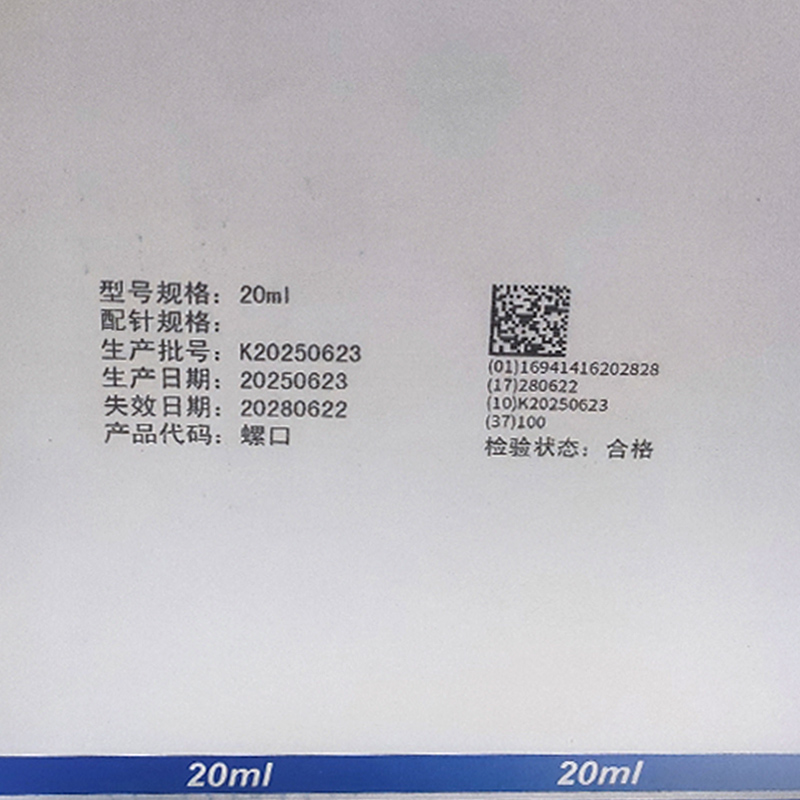 型号规格：20ml
配针规格：
生产批号：K20250623
生产日期：20250623
失效日期：20280622
产品代码：螺口
(01)16941416202828
(17)280622
(10)K20250623
(37)100
检验状态：合格
20ml
20ml